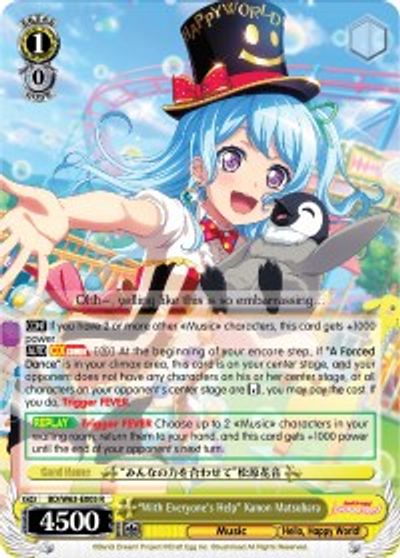 1
0
HAPPY WORLD!
Ohh—, yelling like this is so embarrassing...
CONT If you have 2 or more other «Music» characters, this card gets +1000
power.
AUTO CX At the beginning of your encore step, if "A Forced
Dance" is in your climax area, this card is on your center stage, and your
opponent does not have any characters on his or her center stage, or all
characters on your opponent's center stage are, you may pay the cost. If
you do, Trigger FEVER.
REPLAY Trigger FEVER Choose up to 2 «Music» characters in your
waiting room, return them to your hand, and this card gets +1000 power
until the end of your opponent's next turn.
Card Name "みんなの力を合わせて"松原花音
4500
"With Everyone's Help" Kanon Matsubara
Music
Hello, Happy World!